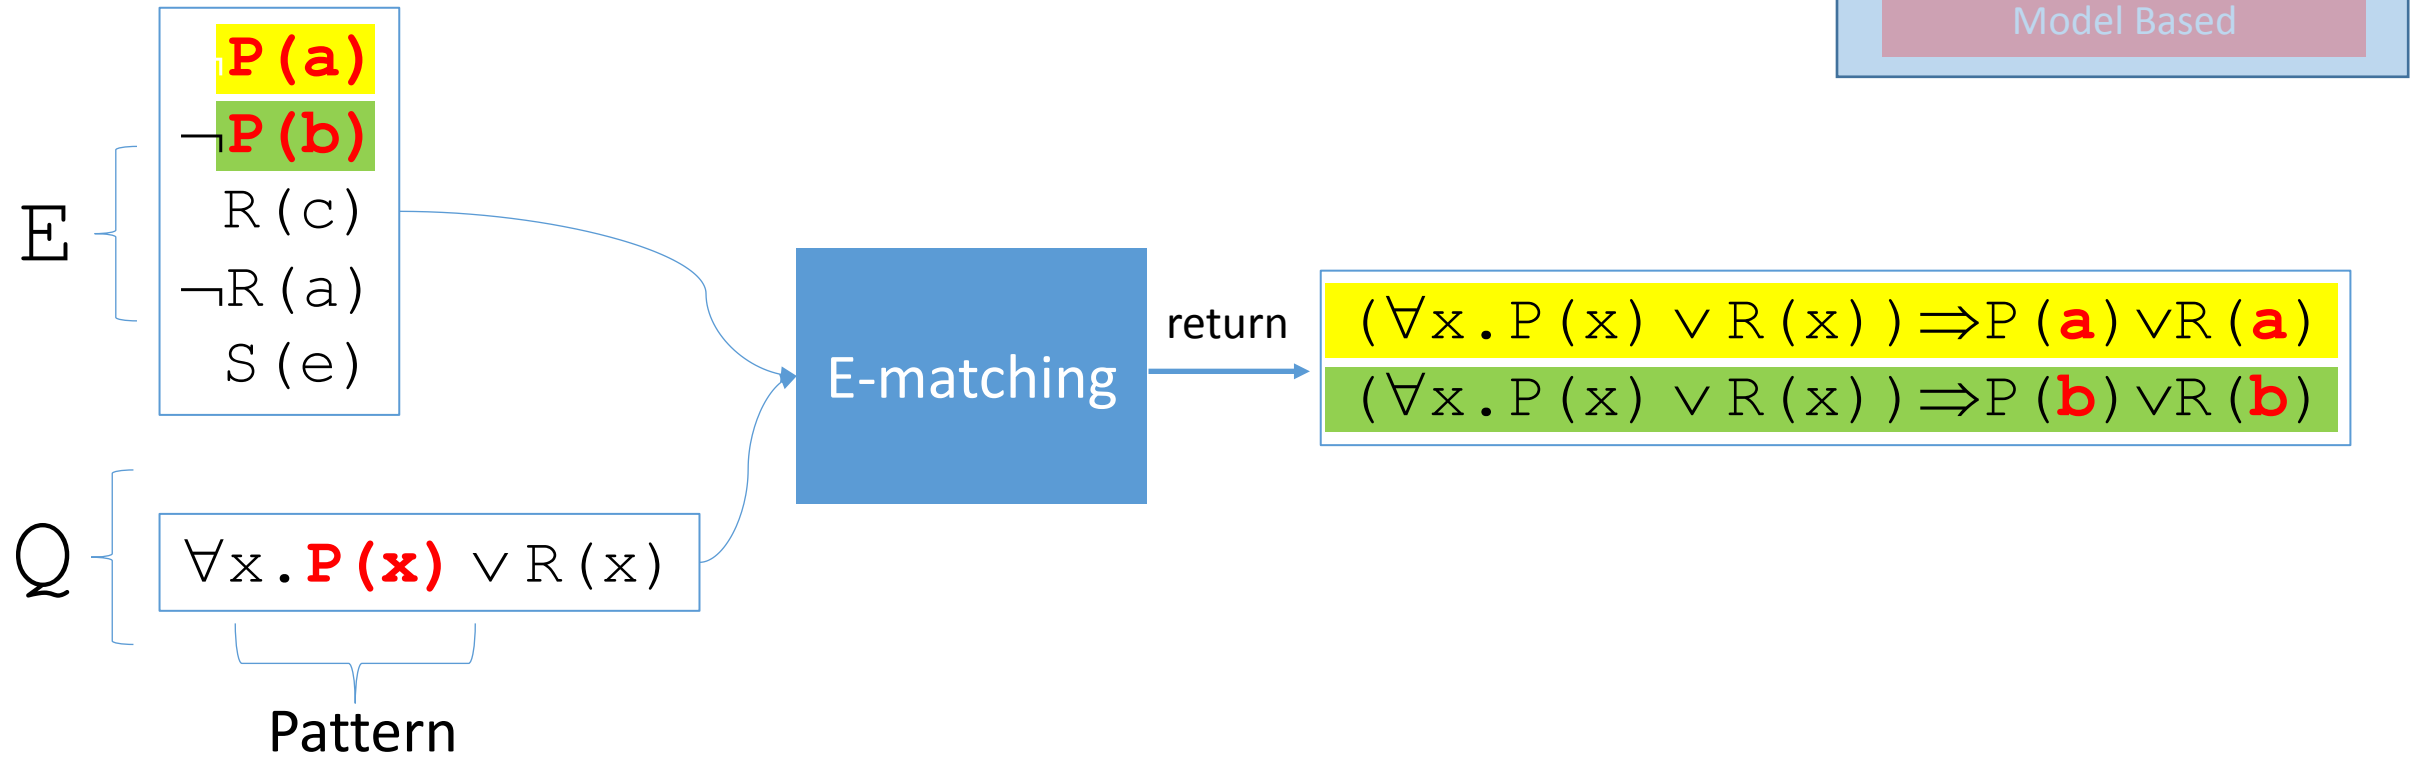 Model Based
¬P(a)
¬P(b)
R(c)
¬R(a)
S(e)
E
E-matching
return
(∀x.P(x) ∨ R(x))⇒P(a)∨R(a)
(∀x.P(x) ∨ R(x))⇒P(b)∨R(b)
Q
∀x.P(x) ∨ R(x)
Pattern